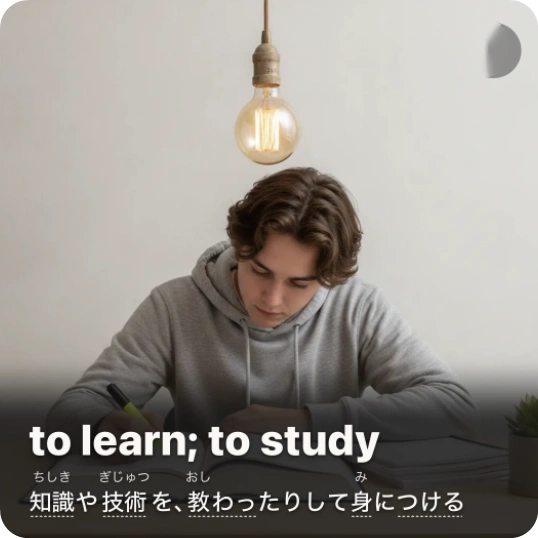 to learn; to study
ちしき ぎじゅつ おし み
知識や技術を、教わったりして身につける